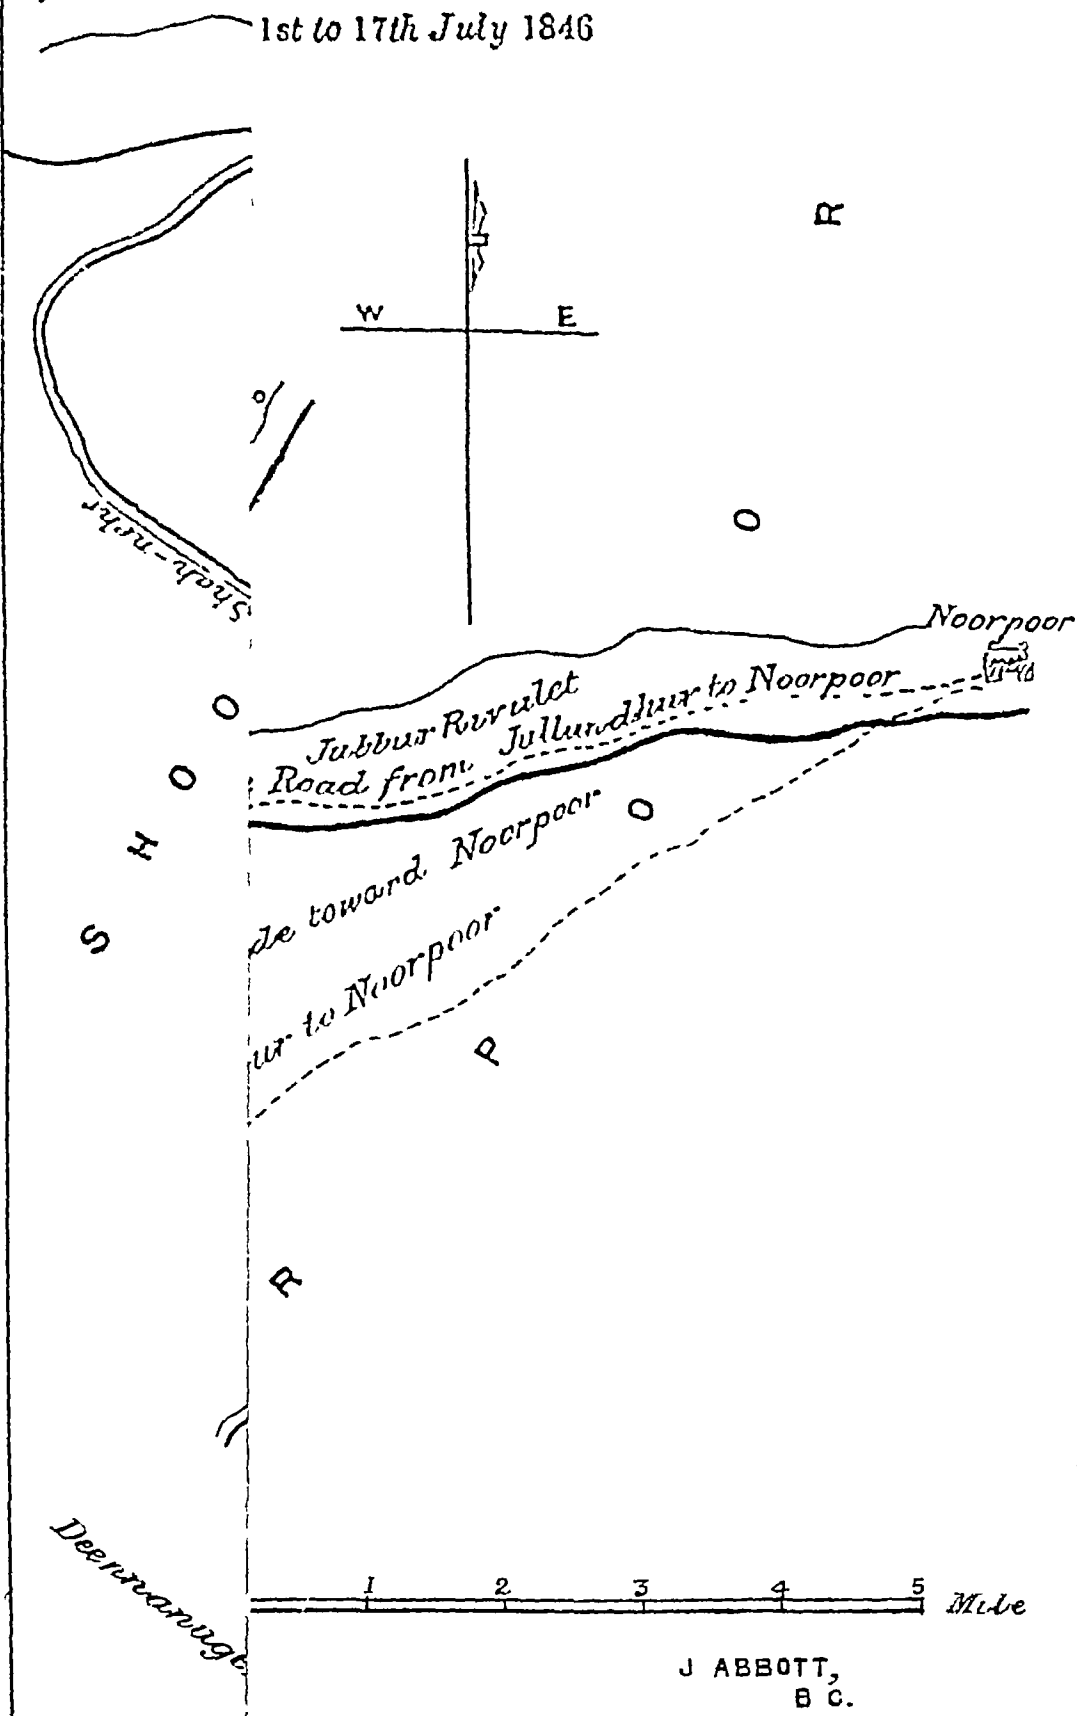 1st to 17th July 1846
R
W E
O
Shah-nehr
Noorpoor
Jubbur Rivulet
Road from Jullundhur to Noorpoor
O
de toward Noorpoor
ur to Noorpoor
P
R
S H O O
Deennanuge
1 2 3 4 5 Mile
J ABBOTT,
B C.